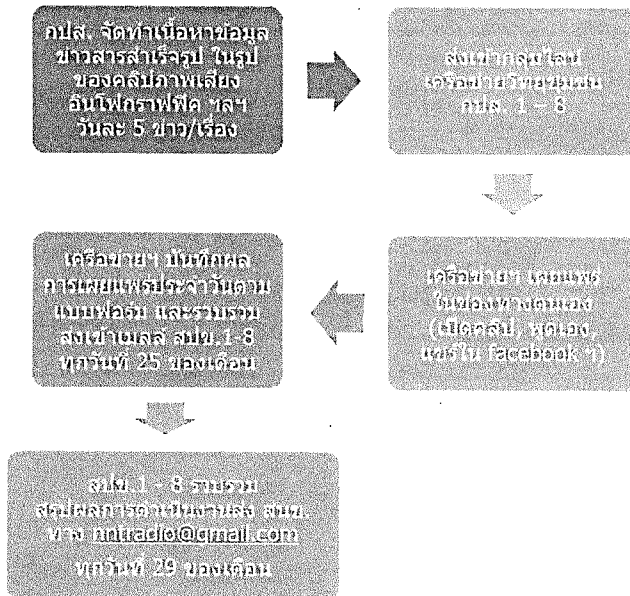 กปส. จัดทำเนื้อหาข้อมูล
ข่าวสารสำเร็จรูป ในรูป
ของคลิปภาพเสียง
อินโฟกราฟฟิค ฯลฯ
วันละ 5 ข่าว/เรื่อง
ส่งเข้ากลุ่มไลน์
เครือข่ายวิทยุชุมชน
กปส. 1 - 8
เครือข่ายฯ เผยแพร่
ในช่องทางตนเอง
(เปิดคลิป, พูดเอง,
แชร์ใน facebook ฯ)
เครือข่ายฯ บันทึกผล
การเผยแพร่ประจำวันตาม
แบบฟอร์ม และรวบรวม
ส่งเข้าเมลล์ สปข.1-8
ทุกวันที่ 25 ของเดือน
สปข.1 - 8 รวบรวม
สรุปผลการดำเนินงานส่ง สนข.
ทาง nntradio@gmail.com
ทุกวันที่ 29 ของเดือน